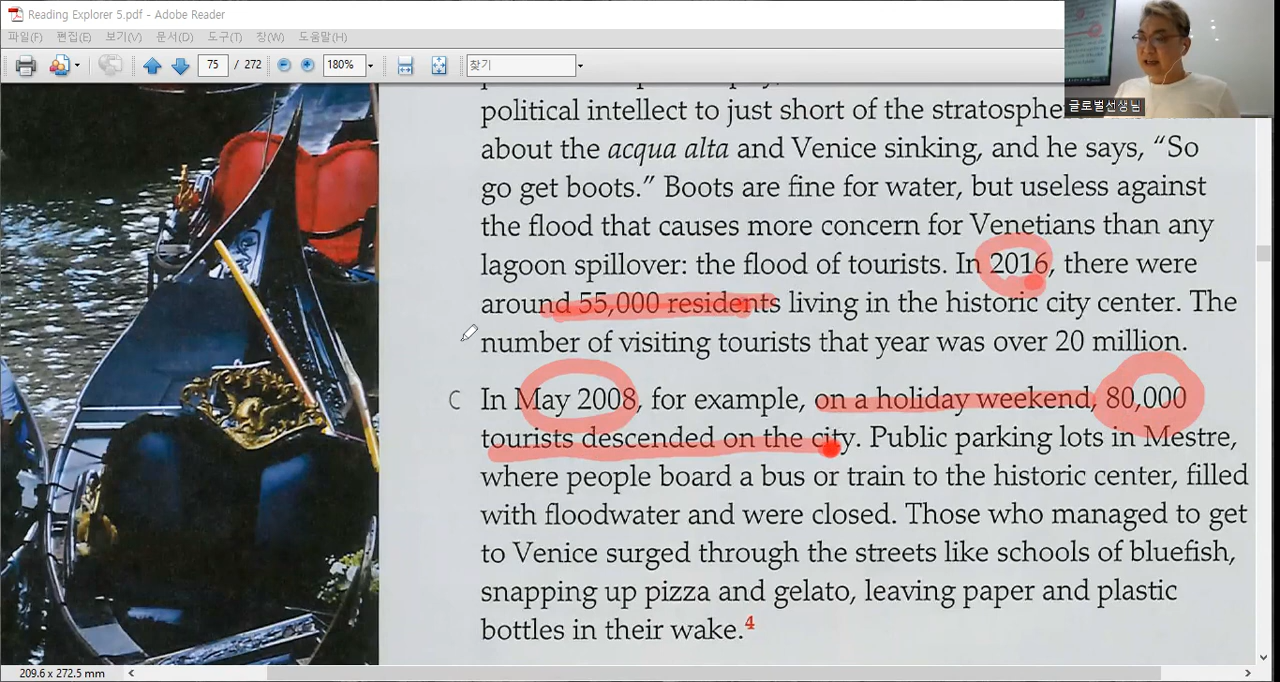 Reading Explorer 5.pdf - Adobe Reader
파일(F) 편집(E) 보기(V) 문서(D) 도구(T) 창(W) 도움말(H)
75 / 272 180% 찾기
글로벌선생님
political intellect to just short of the stratosphere
about the acqua alta and Venice sinking, and he says, “So
go get boots.” Boots are fine for water, but useless against
the flood that causes more concern for Venetians than any
lagoon spillover: the flood of tourists. In 2016, there were
around 55,000 residents living in the historic city center. The
number of visiting tourists that year was over 20 million.
C In May 2008, for example, on a holiday weekend, 80,000
tourists descended on the city. Public parking lots in Mestre,
where people board a bus or train to the historic center, filled
with floodwater and were closed. Those who managed to get
to Venice surged through the streets like schools of bluefish,
snapping up pizza and gelato, leaving paper and plastic
bottles in their wake.4
209.6 x 272.5 mm